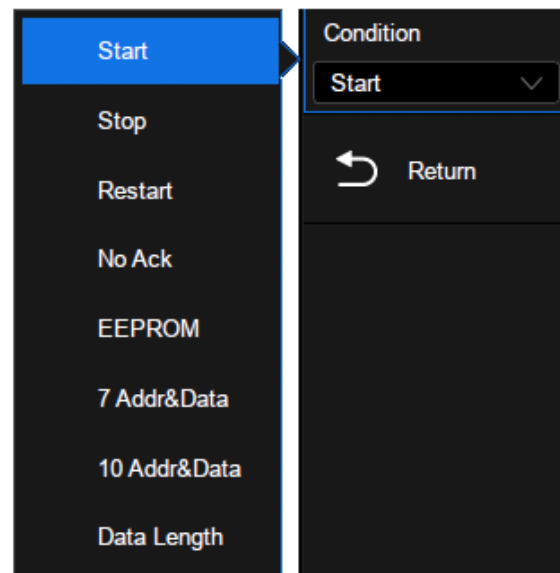 Start
Stop
Restart
No Ack
EEPROM
7 Addr&Data
10 Addr&Data
Data Length
Condition
Start
Return